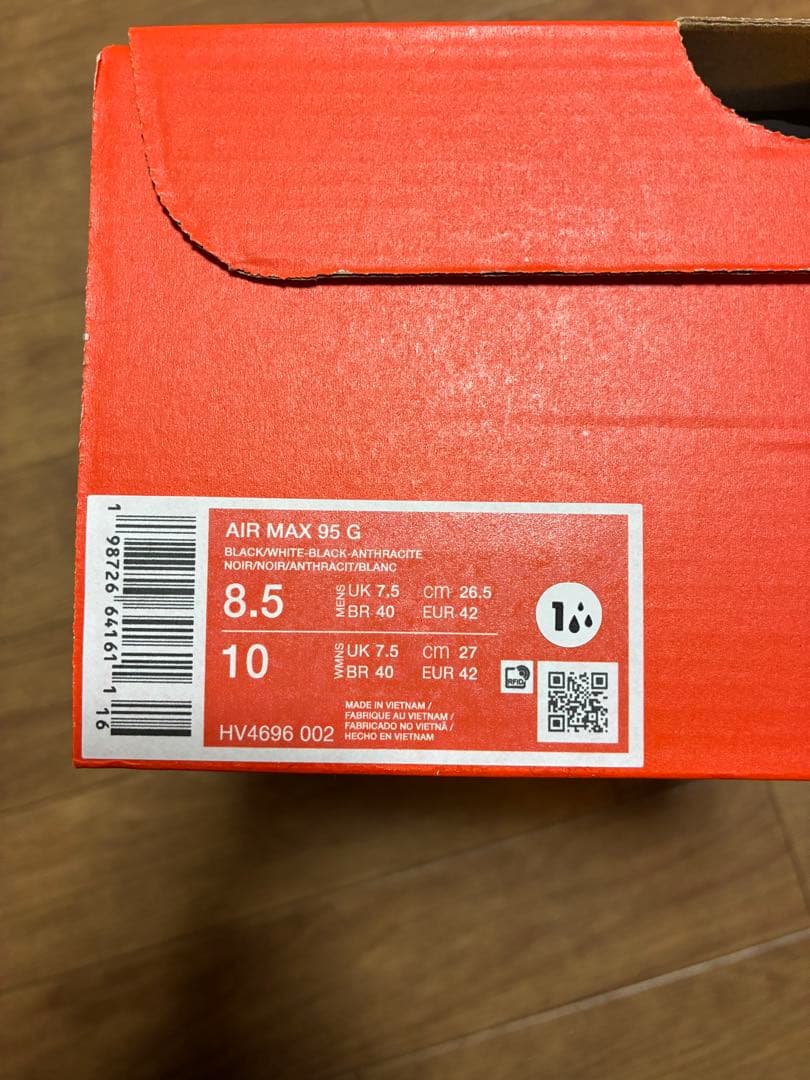 AIR MAX 95 G
BLACK/WHITE-BLACK-ANTHRACITE
NOIR/NOIR/ANTHRACIT/BLANC
8.5 MENS UK 7.5 cm 26.5
BR 40 EUR 42
10 WMNS UK 7.5 cm 27
BR 40 EUR 42
HV4696 002
MADE IN VIETNAM /
FABRIQUE AU VIETNAM /
FABRICADO NO VIETNÃ /
HECHO EN VIETNAM
1
RFID
1 98726 64161 1 16